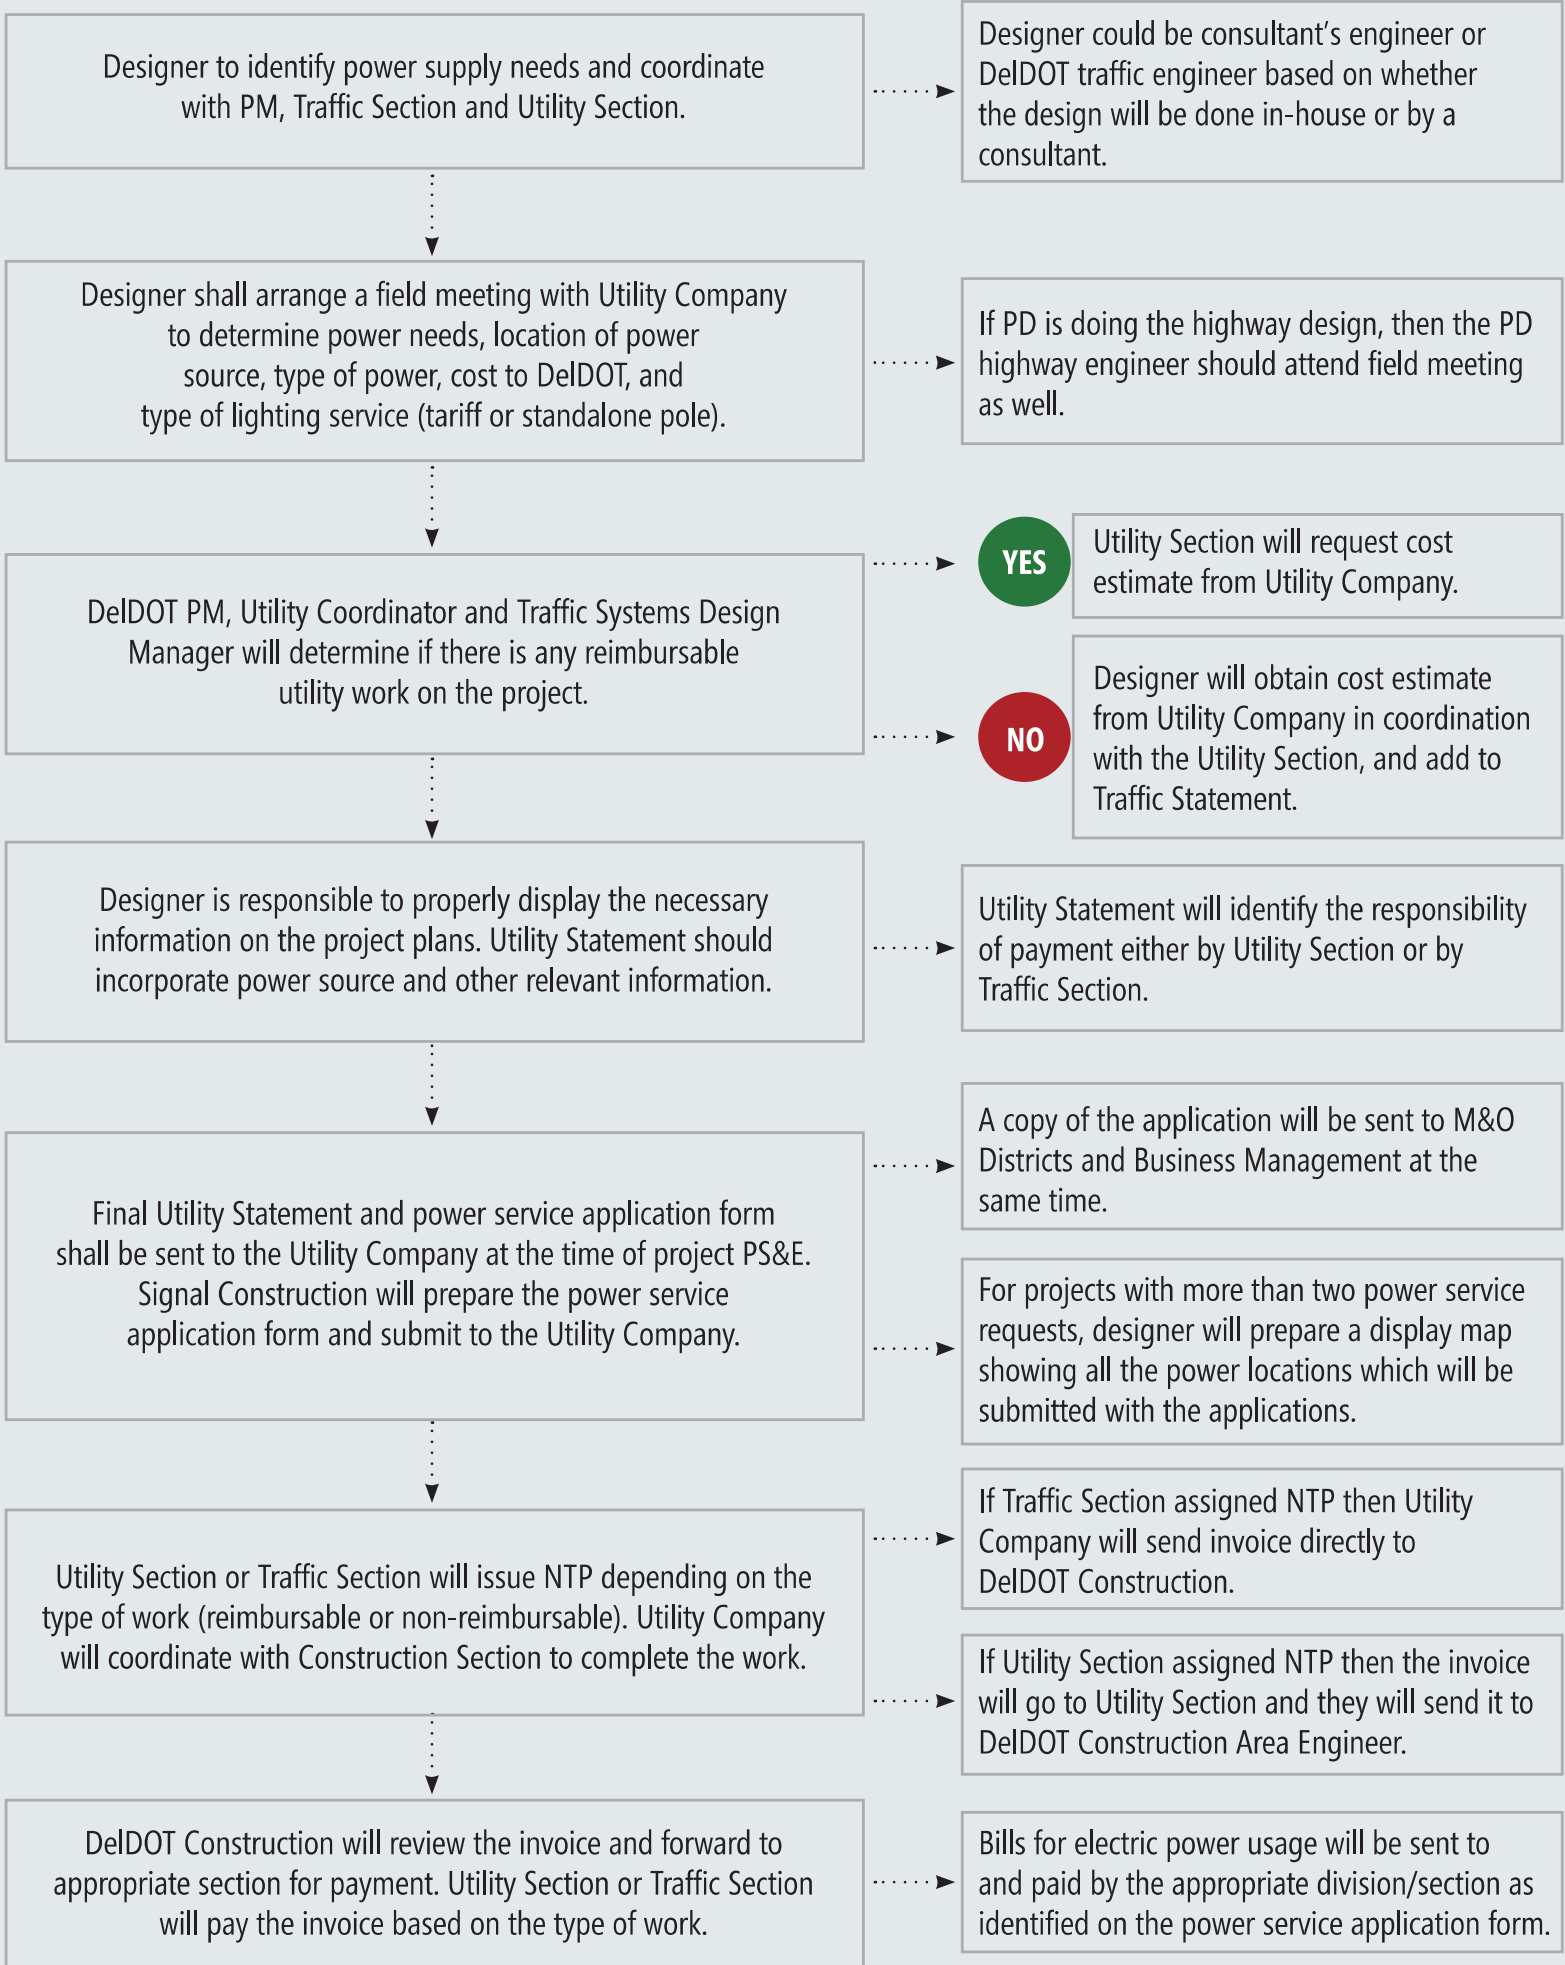 Designer to identify power supply needs and coordinate
with PM, Traffic Section and Utility Section.
Designer could be consultant's engineer or
DelDOT traffic engineer based on whether
the design will be done in-house or by a
consultant.
Designer shall arrange a field meeting with Utility Company
to determine power needs, location of power
source, type of power, cost to DelDOT, and
type of lighting service (tariff or standalone pole).
If PD is doing the highway design, then the PD
highway engineer should attend field meeting
as well.
DelDOT PM, Utility Coordinator and Traffic Systems Design
Manager will determine if there is any reimbursable
utility work on the project.
YES
Utility Section will request cost
estimate from Utility Company.
NO
Designer will obtain cost estimate
from Utility Company in coordination
with the Utility Section, and add to
Traffic Statement.
Designer is responsible to properly display the necessary
information on the project plans. Utility Statement should
incorporate power source and other relevant information.
Utility Statement will identify the responsibility
of payment either by Utility Section or by
Traffic Section.
Final Utility Statement and power service application form
shall be sent to the Utility Company at the time of project PS&E.
Signal Construction will prepare the power service
application form and submit to the Utility Company.
A copy of the application will be sent to M&O
Districts and Business Management at the
same time.
For projects with more than two power service
requests, designer will prepare a display map
showing all the power locations which will be
submitted with the applications.
Utility Section or Traffic Section will issue NTP depending on the
type of work (reimbursable or non-reimbursable). Utility Company
will coordinate with Construction Section to complete the work.
If Traffic Section assigned NTP then Utility
Company will send invoice directly to
DelDOT Construction.
If Utility Section assigned NTP then the invoice
will go to Utility Section and they will send it to
DelDOT Construction Area Engineer.
DelDOT Construction will review the invoice and forward to
appropriate section for payment. Utility Section or Traffic Section
will pay the invoice based on the type of work.
Bills for electric power usage will be sent to
and paid by the appropriate division/section as
identified on the power service application form.